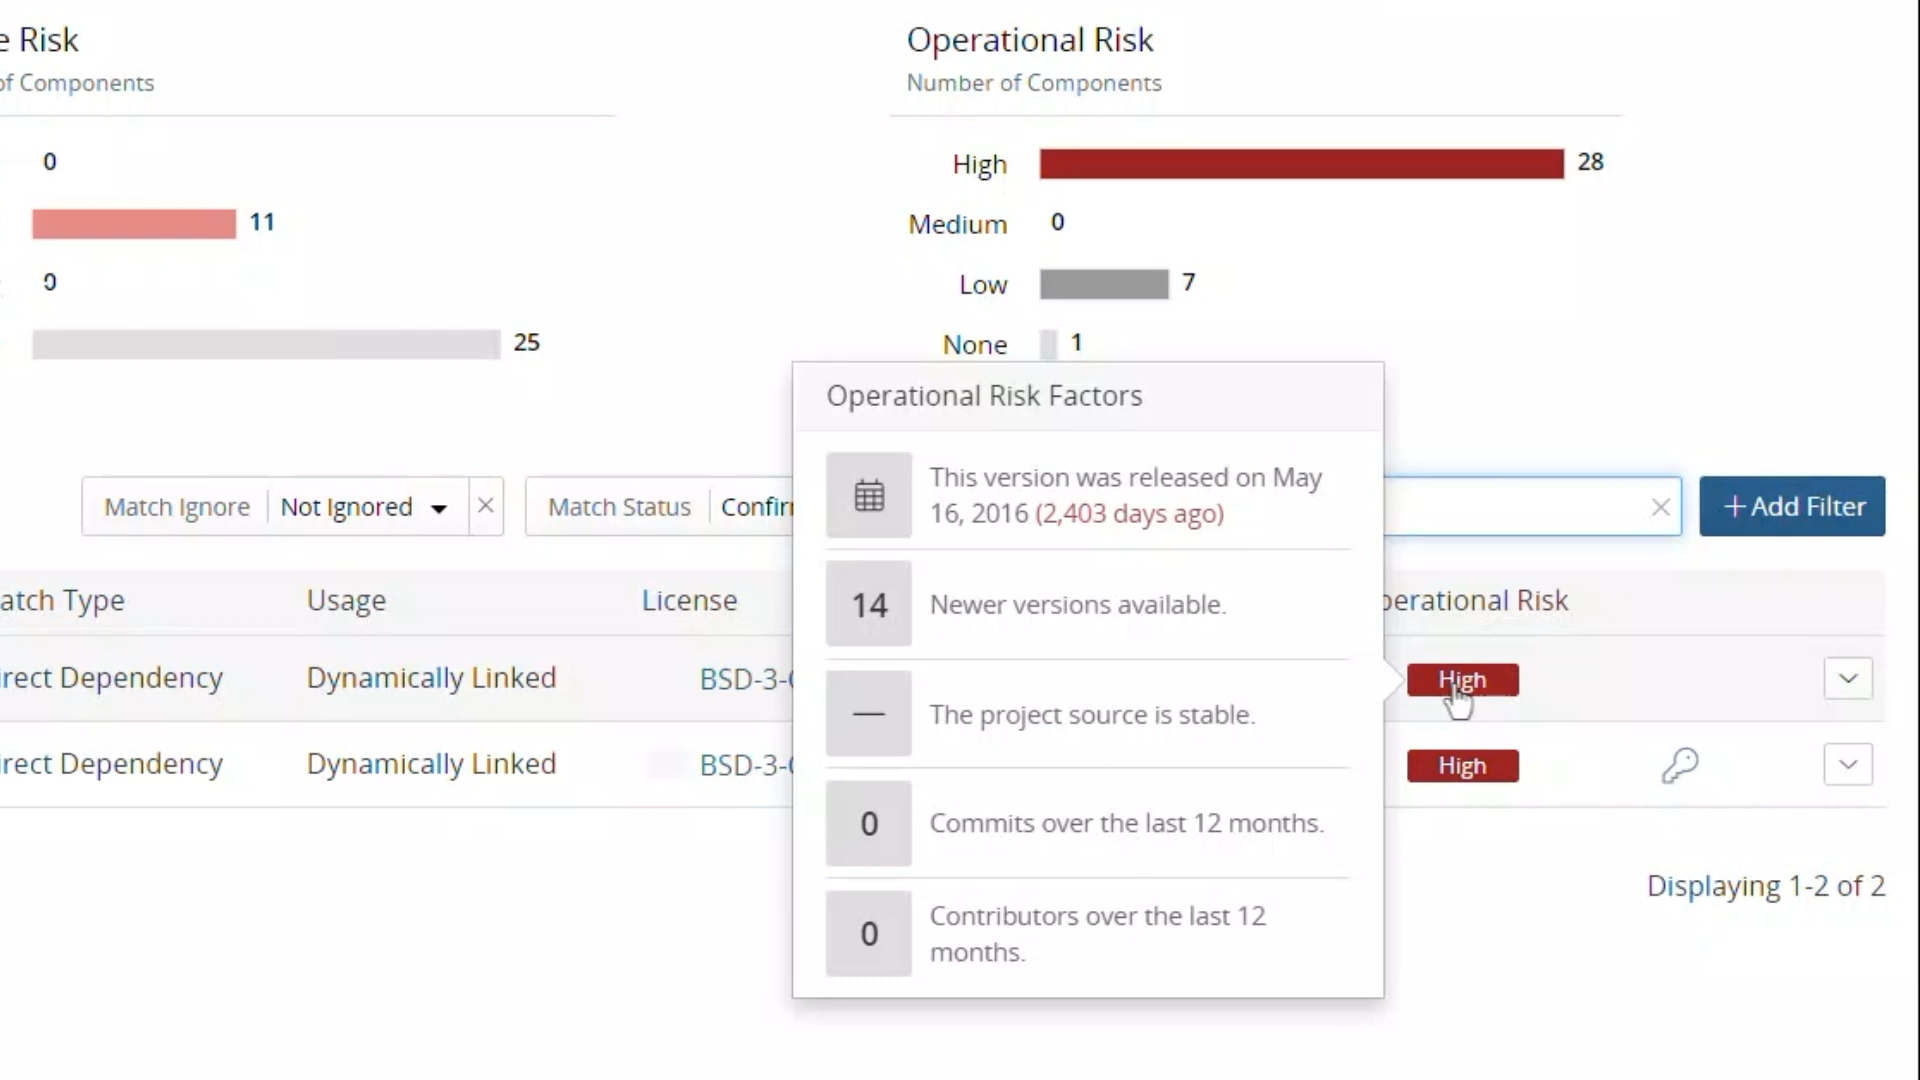 e Risk
of Components
0
11
0
25
Operational Risk
Number of Components
High 28
Medium 0
Low 7
None 1
Match Ignore Not Ignored
Match Status Confir
+ Add Filter
atch Type Usage License perational Risk
irect Dependency Dynamically Linked BSD-3-C High
irect Dependency Dynamically Linked BSD-3-C High
Displaying 1-2 of 2
Operational Risk Factors
This version was released on May
16, 2016 (2,403 days ago)
14 Newer versions available.
— The project source is stable.
0 Commits over the last 12 months.
0 Contributors over the last 12
months.